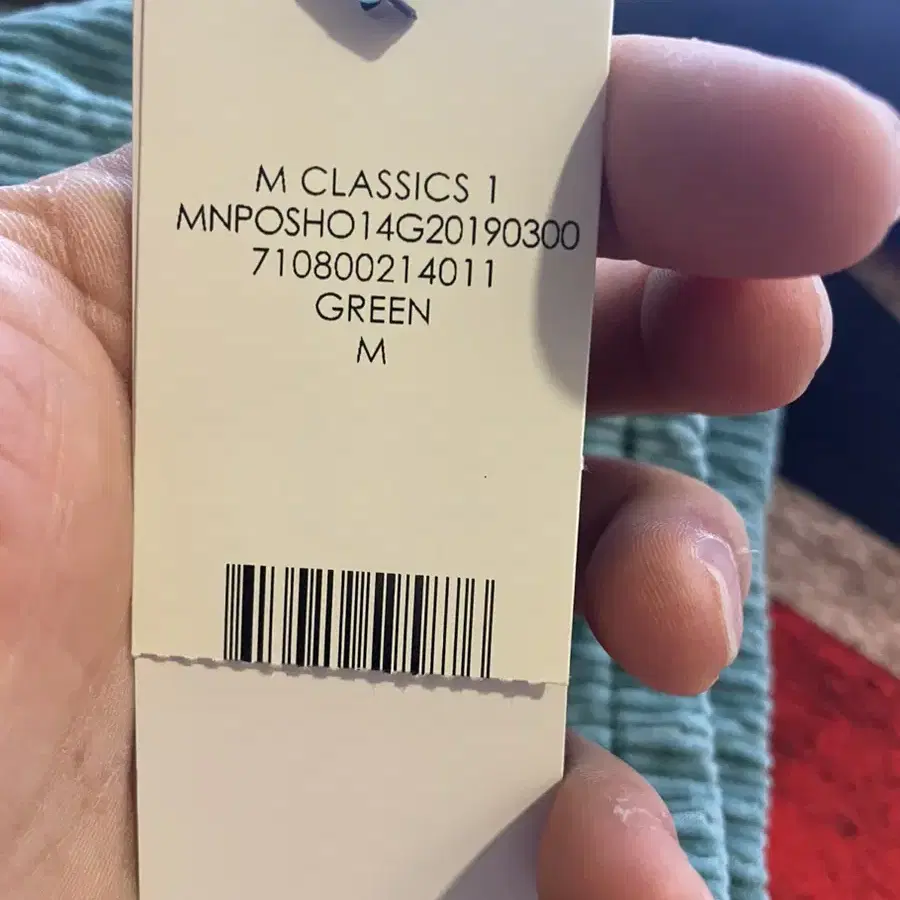 M CLASSICS 1
MNPOSHO14G20190300
710800214011
GREEN
M